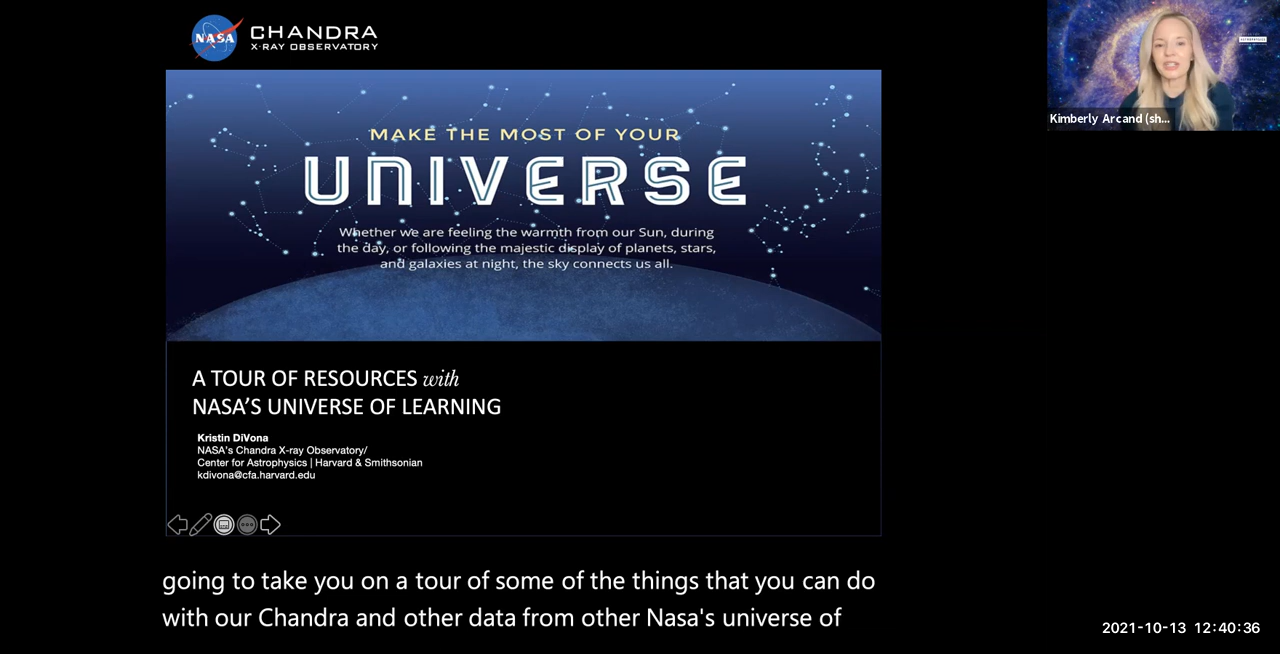 NASA
CHANDRA
X-RAY OBSERVATORY
MAKE THE MOST OF YOUR
UNIVERSE
Whether we are feeling the warmth from our Sun, during
the day, or following the majestic display of planets, stars,
and galaxies at night, the sky connects us all.
A TOUR OF RESOURCES with
NASA'S UNIVERSE OF LEARNING
Kristin DiVona
NASA's Chandra X-ray Observatory/
Center for Astrophysics | Harvard & Smithsonian
kdivona@cfa.harvard.edu
going to take you on a tour of some of the things that you can do
with our Chandra and other data from other Nasa's universe of
ASTROPHYSICS
Kimberly Arcand (sh...
2021-10-13 12:40:36